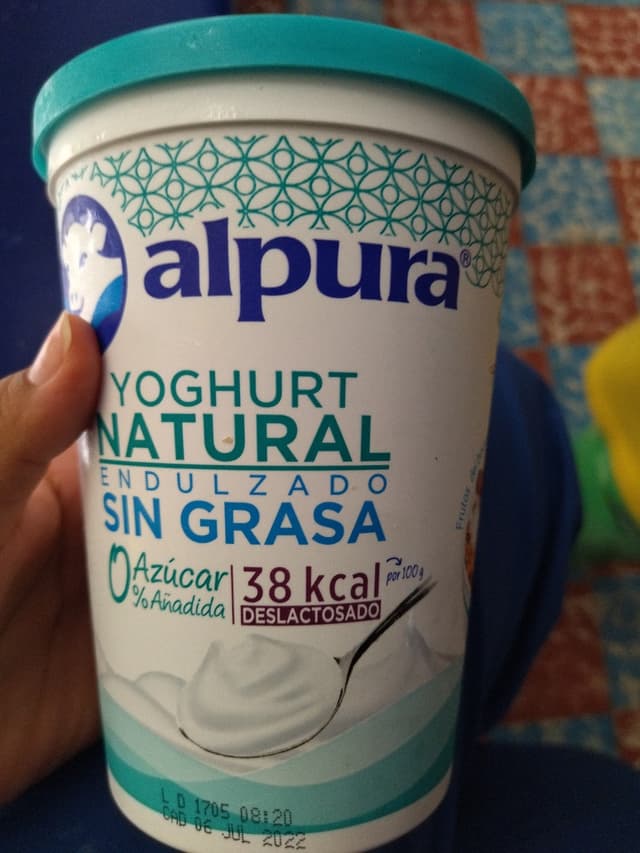 alpura®
YOGHURT
NATURAL
ENDULZADO
SIN GRASA
0% Azúcar Añadida
38 kcal por 100 g
DESLACTOSADO
L D 1705 08:20
CAD 06 JUL 2022